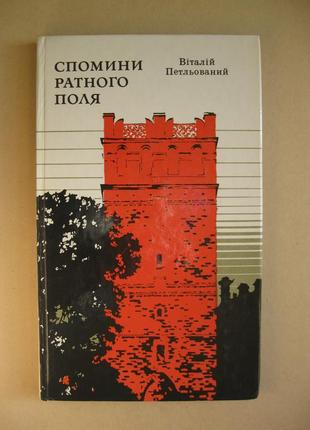 СПОМИНИ
РАТНОГО
ПОЛЯ
Віталій
Петльований